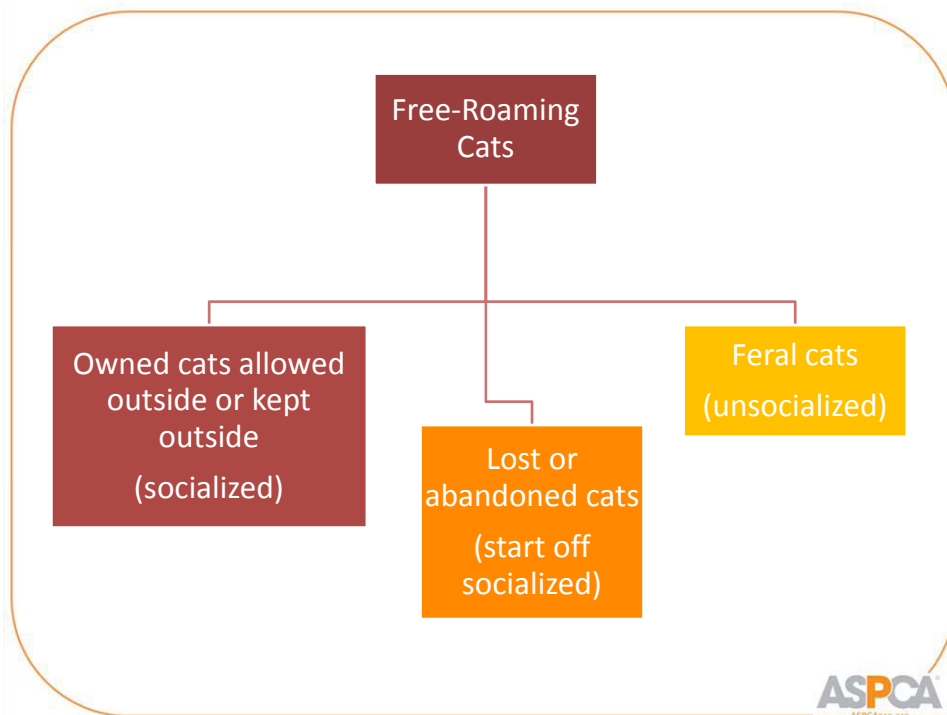 Free-Roaming
Cats
Owned cats allowed
outside or kept
outside
(socialized)
Lost or
abandoned cats
(start off
socialized)
Feral cats
(unsocialized)
ASPCA®